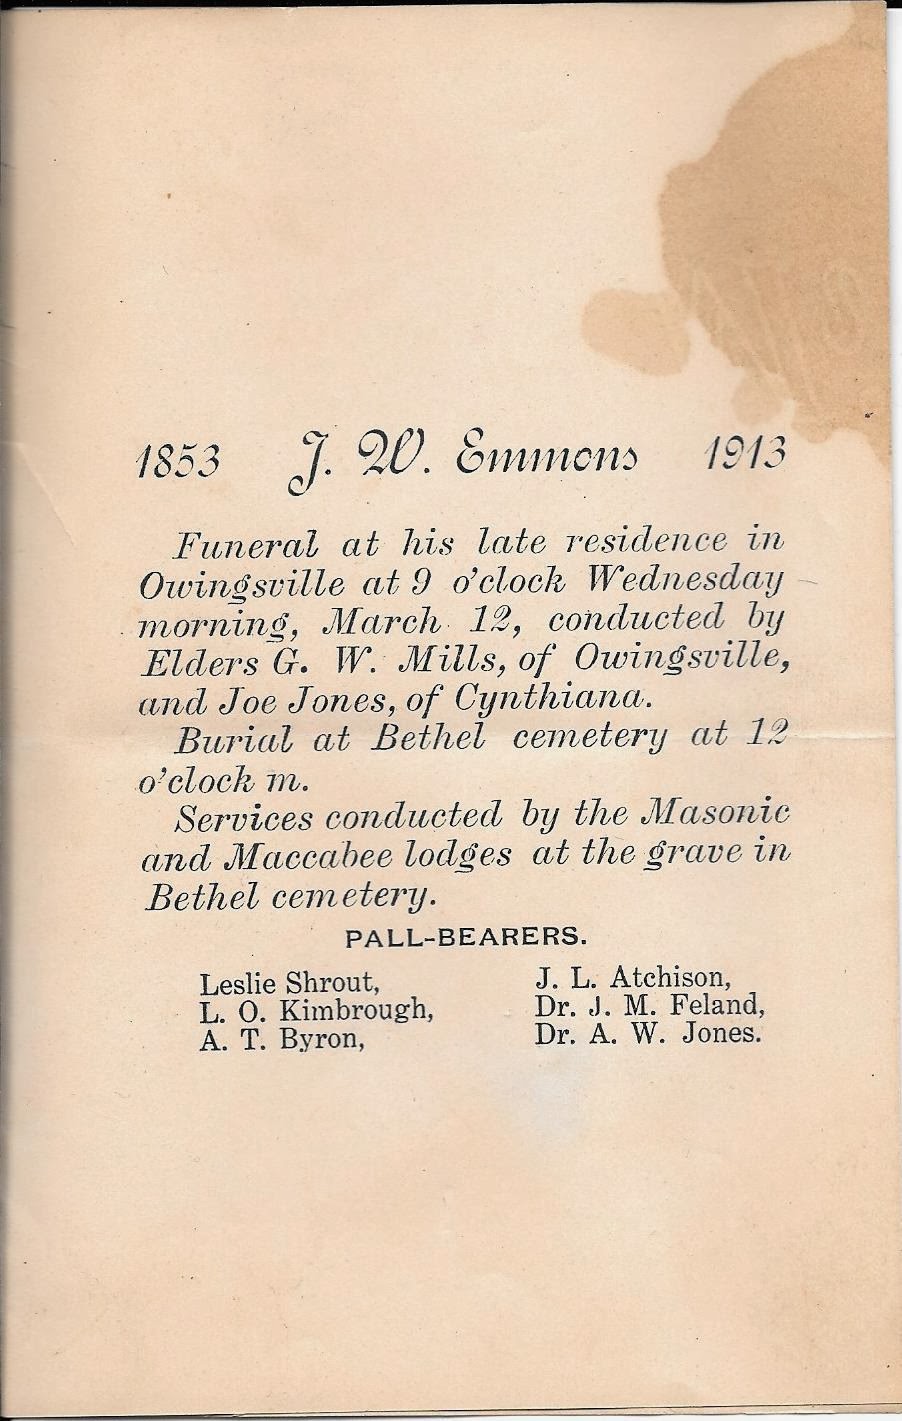 1853 J. W. Emmons 1913
Funeral at his late residence in
Owingsville at 9 o'clock Wednesday
morning, March 12, conducted by
Elders G. W. Mills, of Owingsville,
and Joe Jones, of Cynthiana.
Burial at Bethel cemetery at 12
o'clock m.
Services conducted by the Masonic
and Maccabee lodges at the grave in
Bethel cemetery.
PALL-BEARERS.
Leslie Shrout, J. L. Atchison,
L. O. Kimbrough, Dr. J. M. Feland,
A. T. Byron, Dr. A. W. Jones.